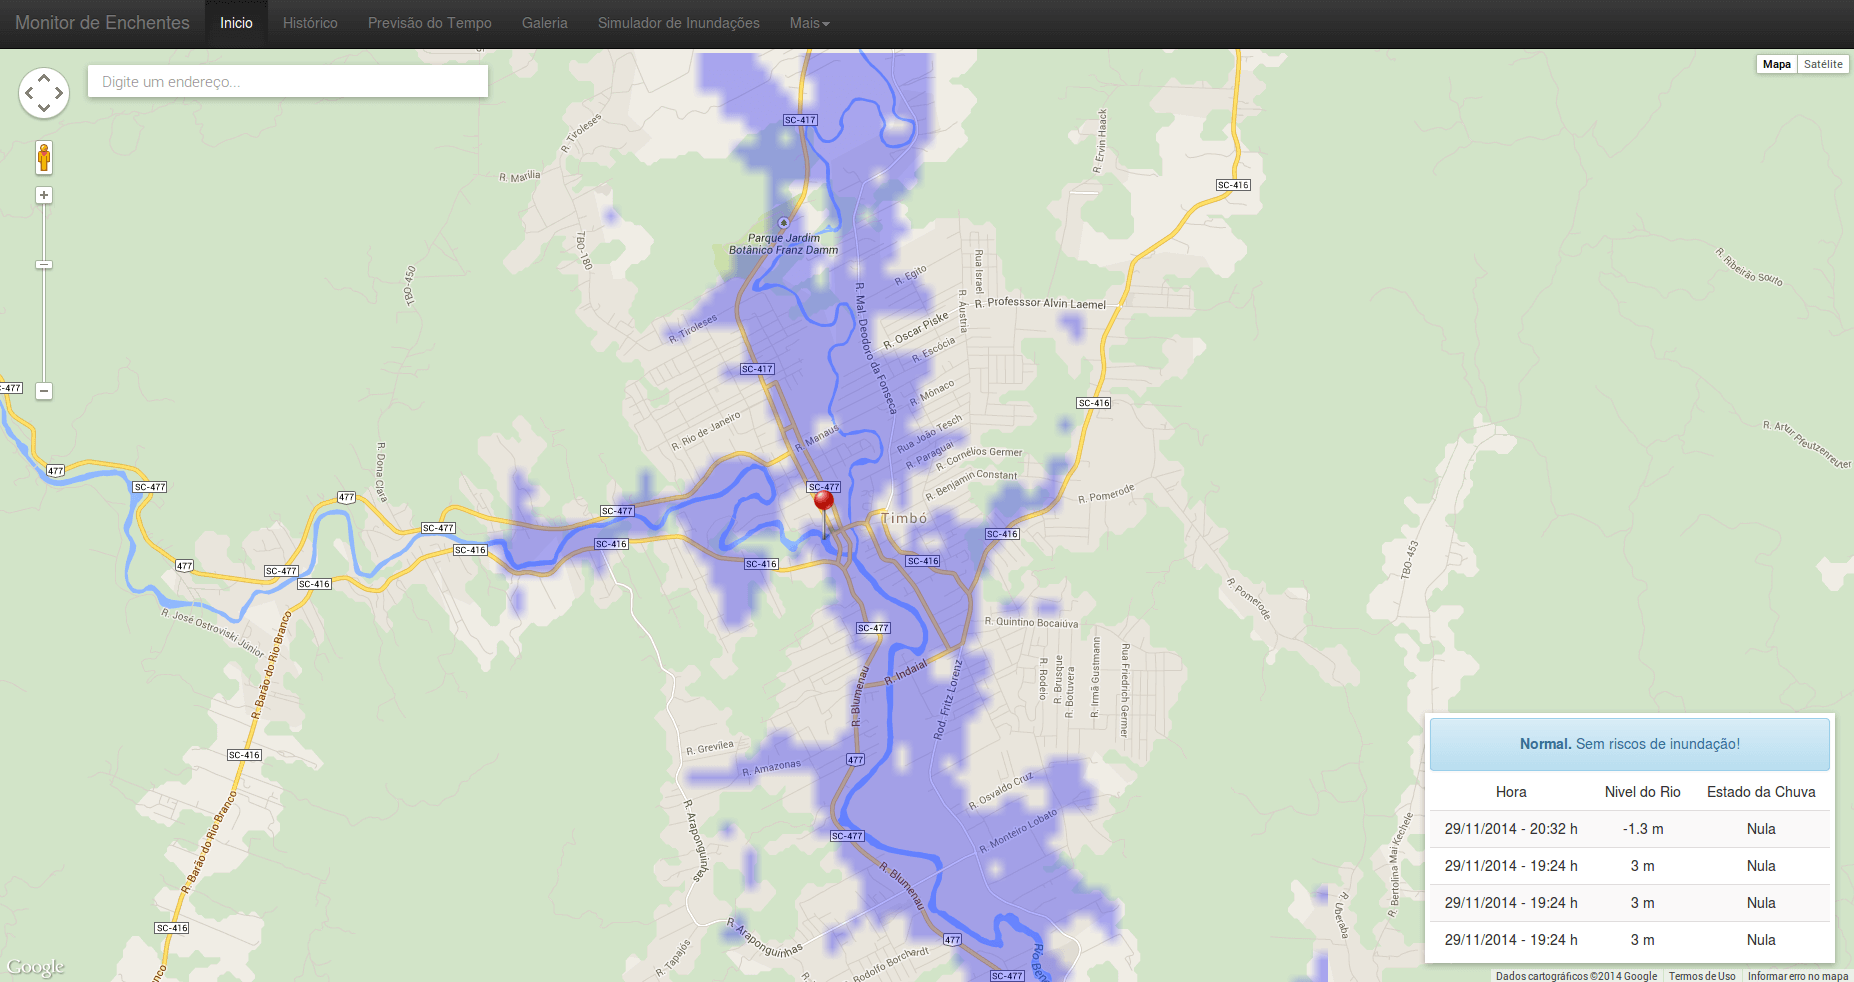 Monitor de Enchentes Inicio Histórico Previsão do Tempo Galeria Simulador de Inundações Mais
Digite um endereço...
Mapa Satélite
SC-417
R. Tiroleses
R. Ervin Haack
R. Marília
SC-416
Parque Jardim
Botânico Franz Damm
TBO-180
TBO-450
R. Egito
Rua Israel
R. Ribeirão Souto
R. Áustria
R. Professsor Alvin Laemel
R. Mal. Deodoro da Fonseca
R. Tiroleses
R. Oscar Piske
R. Escócia
SC-417
R. Mônaco
SC-416
-477
R. Rio de Janeiro
R. Manaus
Rua João Tesch
R. Paraguai
R. Cornélios Germer
R. Artur Pfeutzenreuter
477
R. Dona Clara
SC-477
477
SC-477
R. Benjamin Constant
R. Pomerode
SC-477
SC-477
Timbó
SC-416
SC-416
SC-416
SC-416
SC-416
477
SC-477
SC-416
TBO-453
R. Pomerode
R. José Ostroviski Júnior
SC-477
R. Quintino Bocaiúva
R. Barão do Rio Branco
R. Indaial
R. Blumenau
Rod. Fritz Lorenz
R. Rodeio
R. Brusque
R. Botuvera
R. Irmã Gustmann
Rua Friedrich Germer
SC-416
R. Grevílea
R. Amazonas
477
R. Osvaldo Cruz
R. Monteiro Lobato
SC-477
R. Barão do Rio Branco
R. Araponguinhas
R. Blumenau
R. Bertolina Mai Kechele
R. Liberaba
SC-416
R. Araponguinhas
477
R. Tapajós
R. Rodolfo Borchardt
Rio Ben
SC-477
anco
Normal. Sem riscos de inundação!
Hora Nivel do Rio Estado da Chuva
29/11/2014 - 20:32 h -1.3 m Nula
29/11/2014 - 19:24 h 3 m Nula
29/11/2014 - 19:24 h 3 m Nula
29/11/2014 - 19:24 h 3 m Nula
Google
Dados cartográficos ©2014 Google Termos de Uso Informar erro no mapa